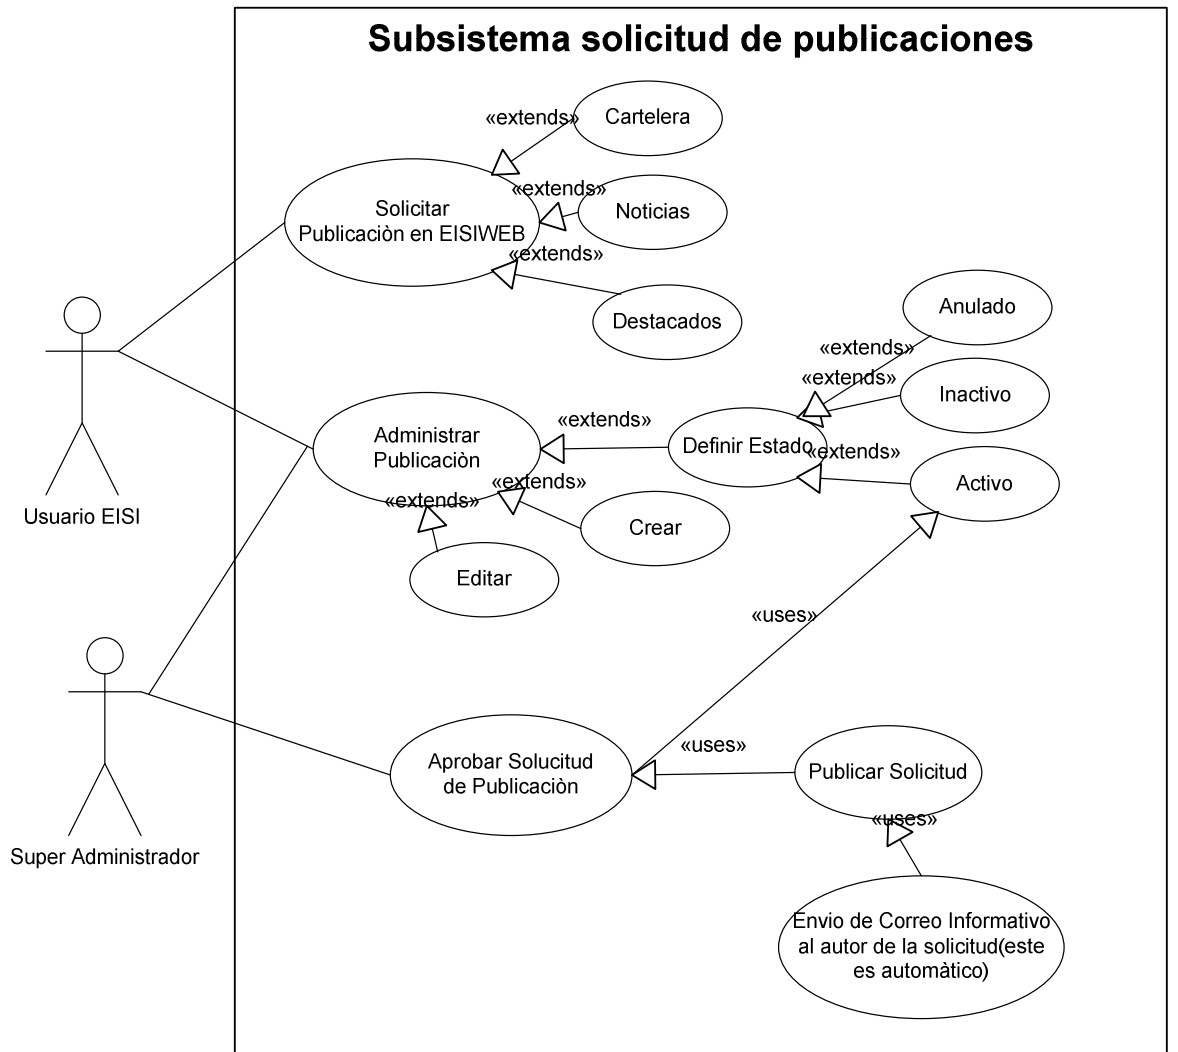 Subsistema solicitud de publicaciones
«extends»
Cartelera
«extends»
Noticias
Solicitar
Publicaciòn en EISIWEB
«extends»
Destacados
Anulado
«extends»
«extends»
Inactivo
Administrar
Publicaciòn
«extends»
Definir Estado
«extends»
Activo
«extends»
«extends»
Crear
Editar
Usuario EISI
«uses»
«uses»
Aprobar Solucitud
de Publicaciòn
Publicar Solicitud
«uses»
Super Administrador
Envio de Correo Informativo
al autor de la solicitud(este
es automàtico)